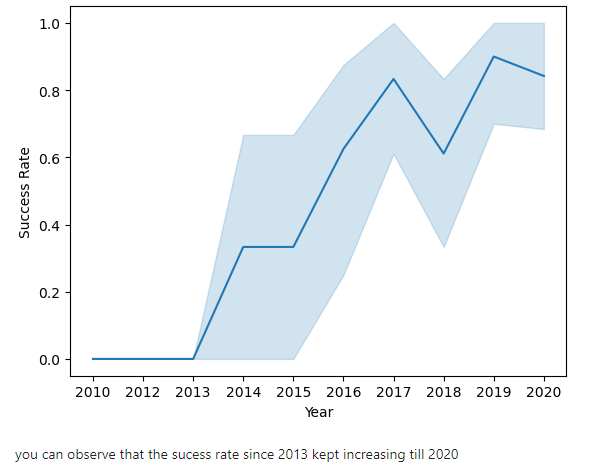 1.0
0.8
0.6
0.4
0.2
0.0
Success Rate
2010 2012 2013 2014 2015 2016 2017 2018 2019 2020
Year
you can observe that the sucess rate since 2013 kept increasing till 2020